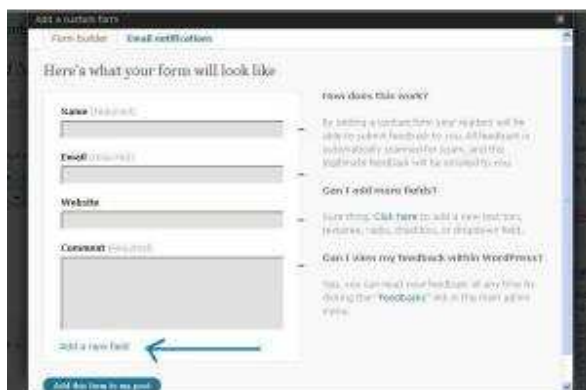 Add a custom form
Form builder
Email notifications
Here's what your form will look like
Name (required)
Email (required)
Website
Comment (required)
Add a new field
Add this form to my post
How does this work?
By adding a contact form your readers will be
able to submit feedback to you. All feedback is
automatically scanned for spam, and the
legitimate feedback will be emailed to you.
Can I add more fields?
Sure thing. Click here to add a new text box,
textarea, radio, checkbox, or dropdown field.
Can I view my feedback within WordPress?
Yep, you can read your feedback at any time by
clicking the "Feedbacks" link in the main admin
menu.